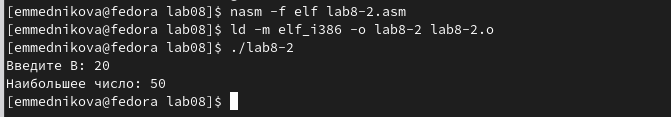 [emmednikova@fedora lab08]$ nasm -f elf lab8-2.asm
[emmednikova@fedora lab08]$ ld -m elf_i386 -o lab8-2 lab8-2.o
[emmednikova@fedora lab08]$ ./lab8-2
Введите В: 20
Наибольшее число: 50
[emmednikova@fedora lab08]$